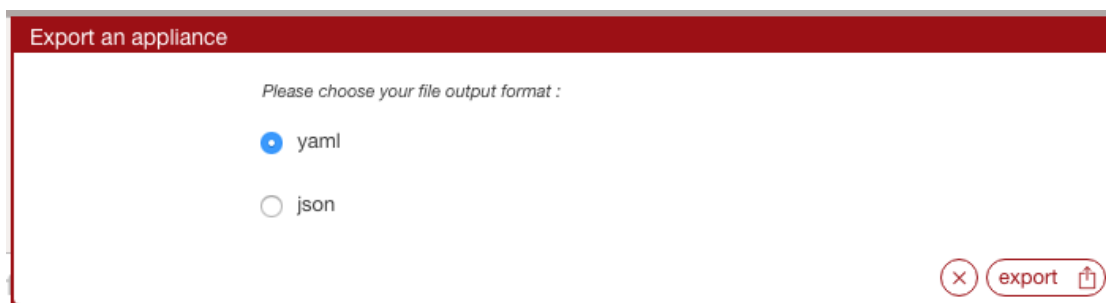 Export an appliance
Please choose your file output format :
yaml
json
export